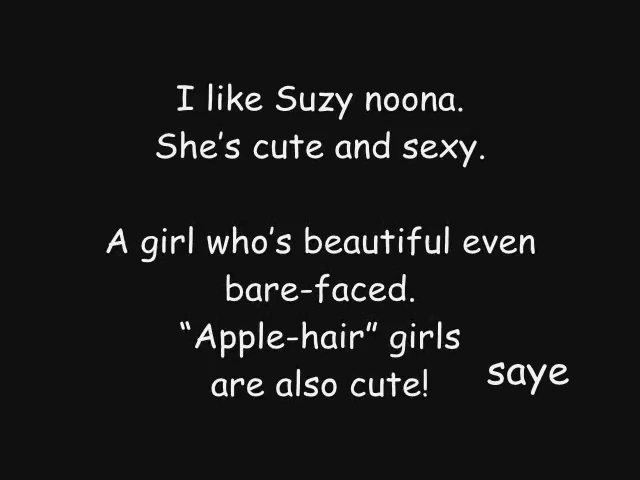 I like Suzy noona.
She's cute and sexy.
A girl who's beautiful even
bare-faced.
“Apple-hair” girls
are also cute!
saye